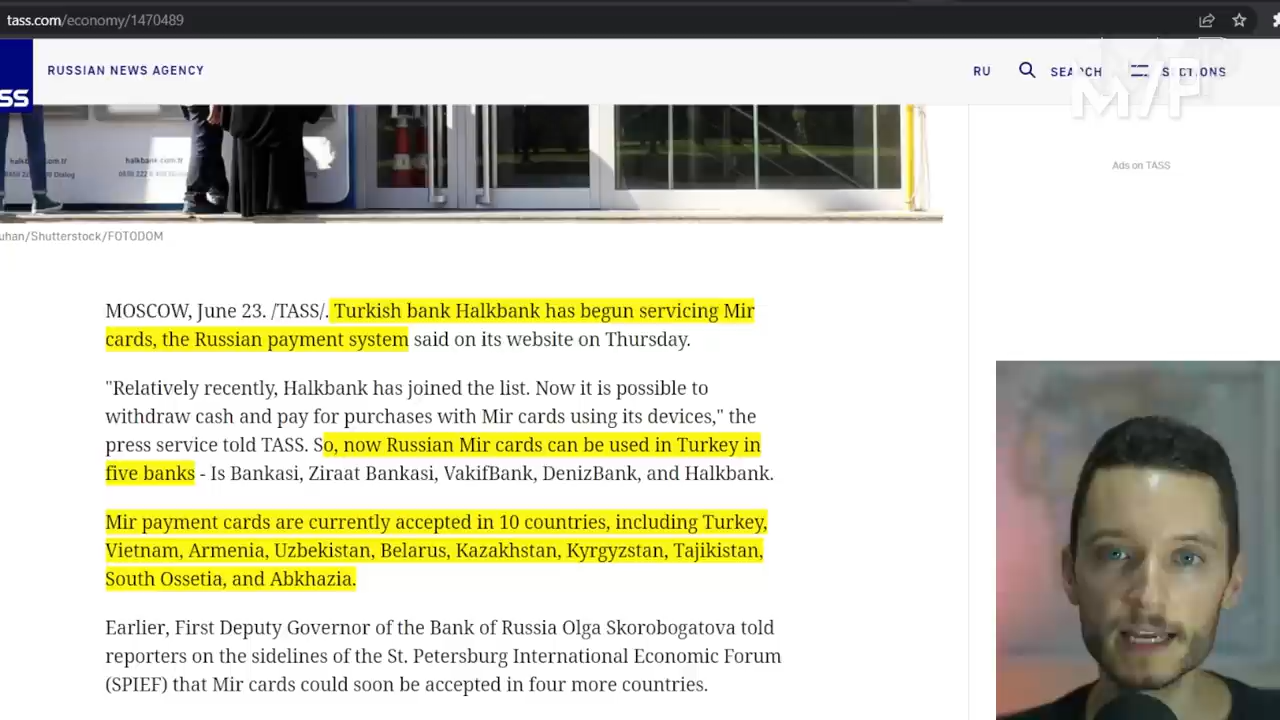 tass.com/economy/1470489
RUSSIAN NEWS AGENCY
RU
SEARCH
SECTIONS
SS
M/P
halkbank.com.tr
Dialog
Ads on TASS
uhan/Shutterstock/FOTODOM
MOSCOW, June 23. /TASS/. Turkish bank Halkbank has begun servicing Mir
cards, the Russian payment system said on its website on Thursday.
"Relatively recently, Halkbank has joined the list. Now it is possible to
withdraw cash and pay for purchases with Mir cards using its devices," the
press service told TASS. So, now Russian Mir cards can be used in Turkey in
five banks - Is Bankasi, Ziraat Bankasi, VakifBank, DenizBank, and Halkbank.
Mir payment cards are currently accepted in 10 countries, including Turkey,
Vietnam, Armenia, Uzbekistan, Belarus, Kazakhstan, Kyrgyzstan, Tajikistan,
South Ossetia, and Abkhazia.
Earlier, First Deputy Governor of the Bank of Russia Olga Skorobogatova told
reporters on the sidelines of the St. Petersburg International Economic Forum
(SPIEF) that Mir cards could soon be accepted in four more countries.